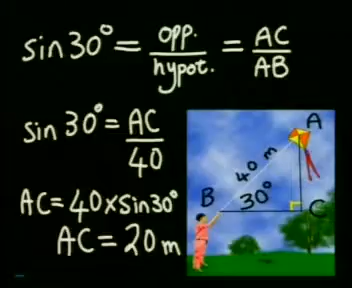 sin 30° = opp./hypot. = AC/AB
sin 30° = AC/40
AC = 40 x sin 30°
AC = 20 m
A
40 m
B
30°
C